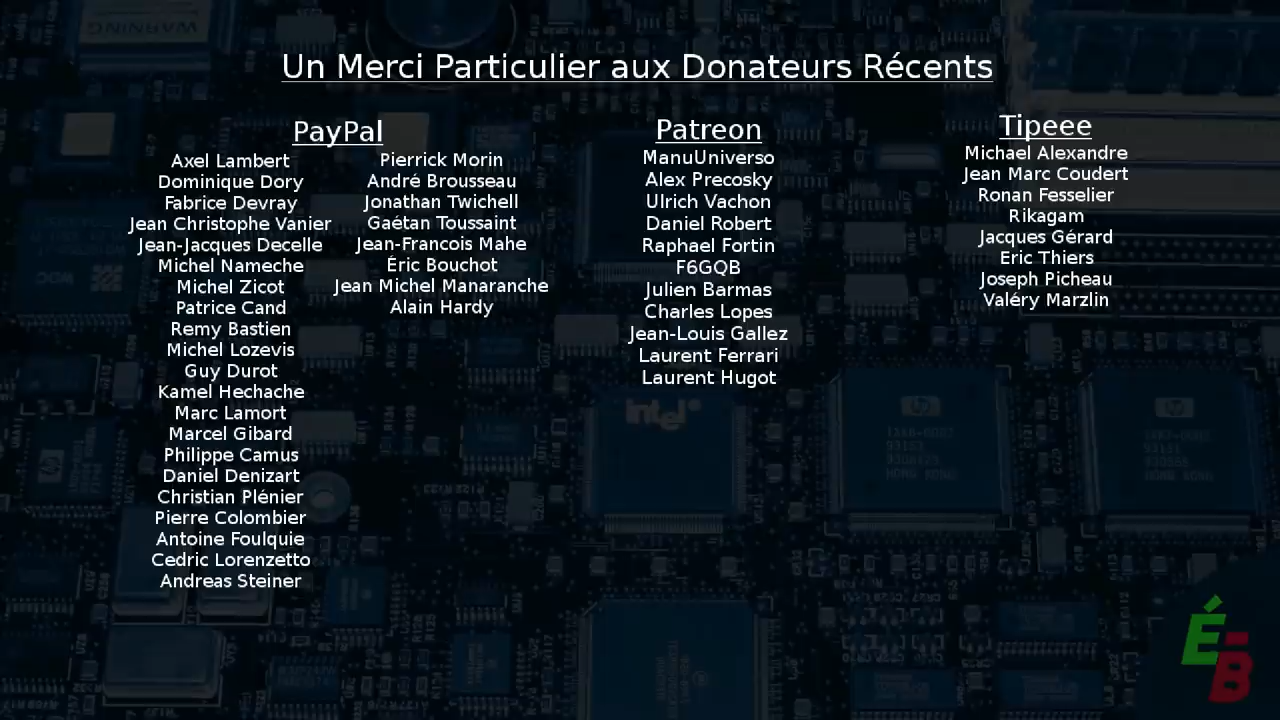 Un Merci Particulier aux Donateurs Récents
PayPal
Axel Lambert
Dominique Dory
Fabrice Devray
Jean Christophe Vanier
Jean-Jacques Decelle
Michel Nameche
Michel Zicot
Patrice Cand
Remy Bastien
Michel Lozevis
Guy Durot
Kamel Hechache
Marc Lamort
Marcel Gibard
Philippe Camus
Daniel Denizart
Christian Plénier
Pierre Colombier
Antoine Foulquie
Cedric Lorenzetto
Andreas Steiner
Pierrick Morin
André Brousseau
Jonathan Twichell
Gaétan Toussaint
Jean-Francois Mahe
Éric Bouchot
Jean Michel Manaranche
Alain Hardy
Patreon
ManuUniverso
Alex Precosky
Ulrich Vachon
Daniel Robert
Raphael Fortin
F6GQB
Julien Barmas
Charles Lopes
Jean-Louis Gallez
Laurent Ferrari
Laurent Hugot
Tipeee
Michael Alexandre
Jean Marc Coudert
Ronan Fesselier
Rikagam
Jacques Gérard
Eric Thiers
Joseph Picheau
Valéry Marzlin
WARNING
intel
hp
hp
É-
B